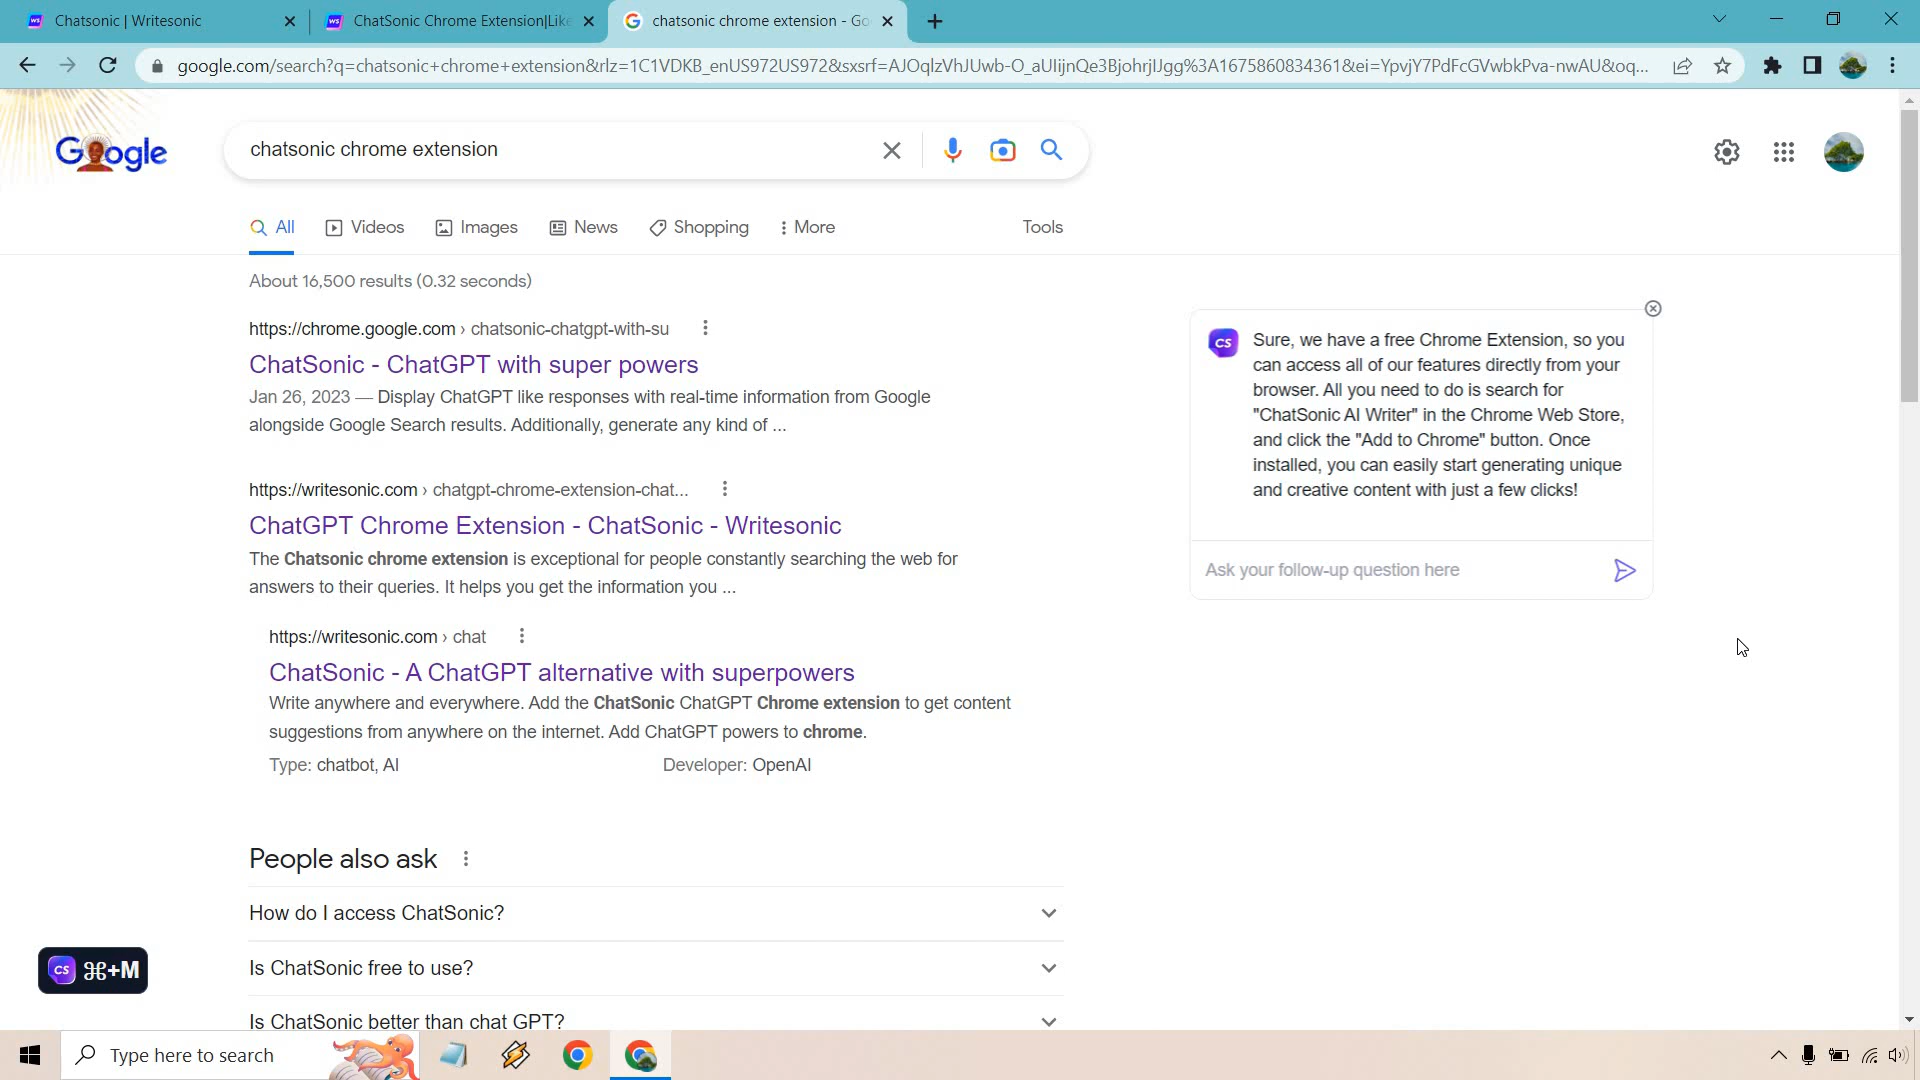 Chatsonic | Writesonic
ChatSonic Chrome Extension|Like
chatsonic chrome extension - Go
google.com/search?q=chatsonic+chrome+extension&rlz=1C1VDKB_enUS972US972&sxsrf=AJOqlzVhJUwb-O_aUIijnQe3BjohrjIJgg%3A1675860834361&ei=YpvjY7PdFcGVwbkPva-nwAU&oq...
Google
chatsonic chrome extension
All
Videos
Images
News
Shopping
More
Tools
About 16,500 results (0.32 seconds)
https://chrome.google.com › chatsonic-chatgpt-with-su
ChatSonic - ChatGPT with super powers
Jan 26, 2023 — Display ChatGPT like responses with real-time information from Google
alongside Google Search results. Additionally, generate any kind of ...
https://writesonic.com › chatgpt-chrome-extension-chat...
ChatGPT Chrome Extension - ChatSonic - Writesonic
The Chatsonic chrome extension is exceptional for people constantly searching the web for
answers to their queries. It helps you get the information you ...
https://writesonic.com › chat
ChatSonic - A ChatGPT alternative with superpowers
Write anywhere and everywhere. Add the ChatSonic ChatGPT Chrome extension to get content
suggestions from anywhere on the internet. Add ChatGPT powers to chrome.
Type: chatbot, AI
Developer: OpenAI
People also ask
How do I access ChatSonic?
Is ChatSonic free to use?
Is ChatSonic better than chat GPT?
CS
Sure, we have a free Chrome Extension, so you
can access all of our features directly from your
browser. All you need to do is search for
"ChatSonic AI Writer" in the Chrome Web Store,
and click the "Add to Chrome" button. Once
installed, you can easily start generating unique
and creative content with just a few clicks!
Ask your follow-up question here
CS ⌘+M
Type here to search